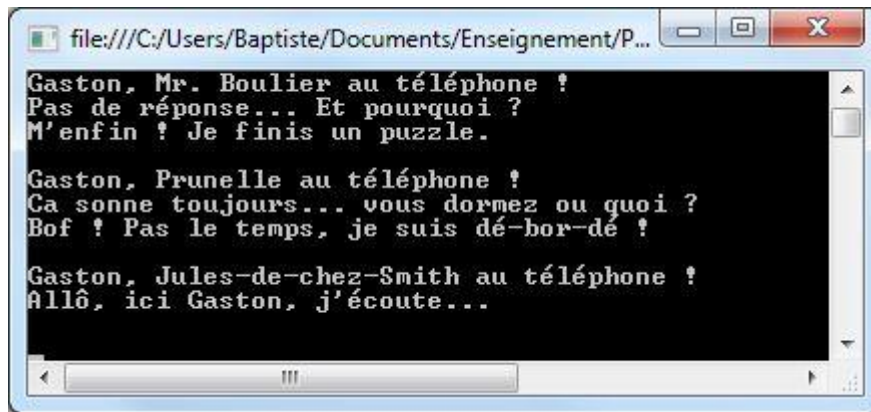 file:///C:/Users/Baptiste/Documents/Enseignement/P...
Gaston, Mr. Boulier au téléphone !
Pas de réponse... Et pourquoi ?
M'enfin ! Je finis un puzzle.
Gaston, Prunelle au téléphone !
Ca sonne toujours... vous dormez ou quoi ?
Bof ! Pas le temps, je suis dé-bor-dé !
Gaston, Jules-de-chez-Smith au téléphone !
Allô, ici Gaston, j'écoute...